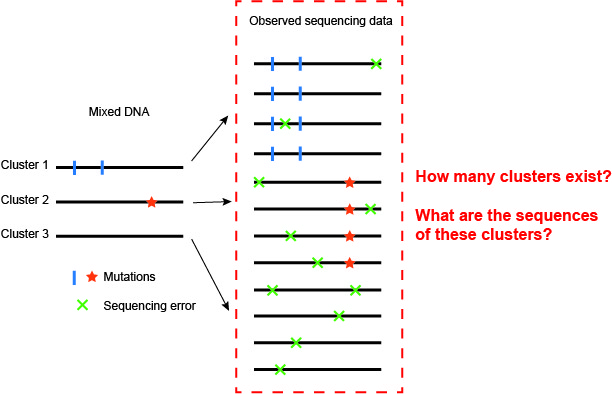 Observed sequencing data
Mixed DNA
Cluster 1
Cluster 2
Cluster 3
Mutations
Sequencing error
How many clusters exist?
What are the sequences
of these clusters?